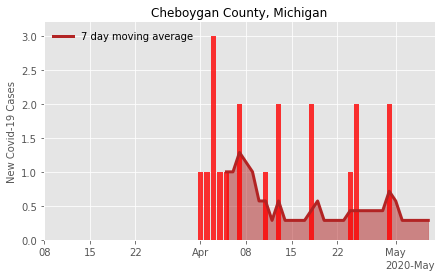 Cheboygan County, Michigan
7 day moving average
New Covid-19 Cases
3.0
2.5
2.0
1.5
1.0
0.5
0.0
08 15 22 Apr 08 15 22 May
2020-May